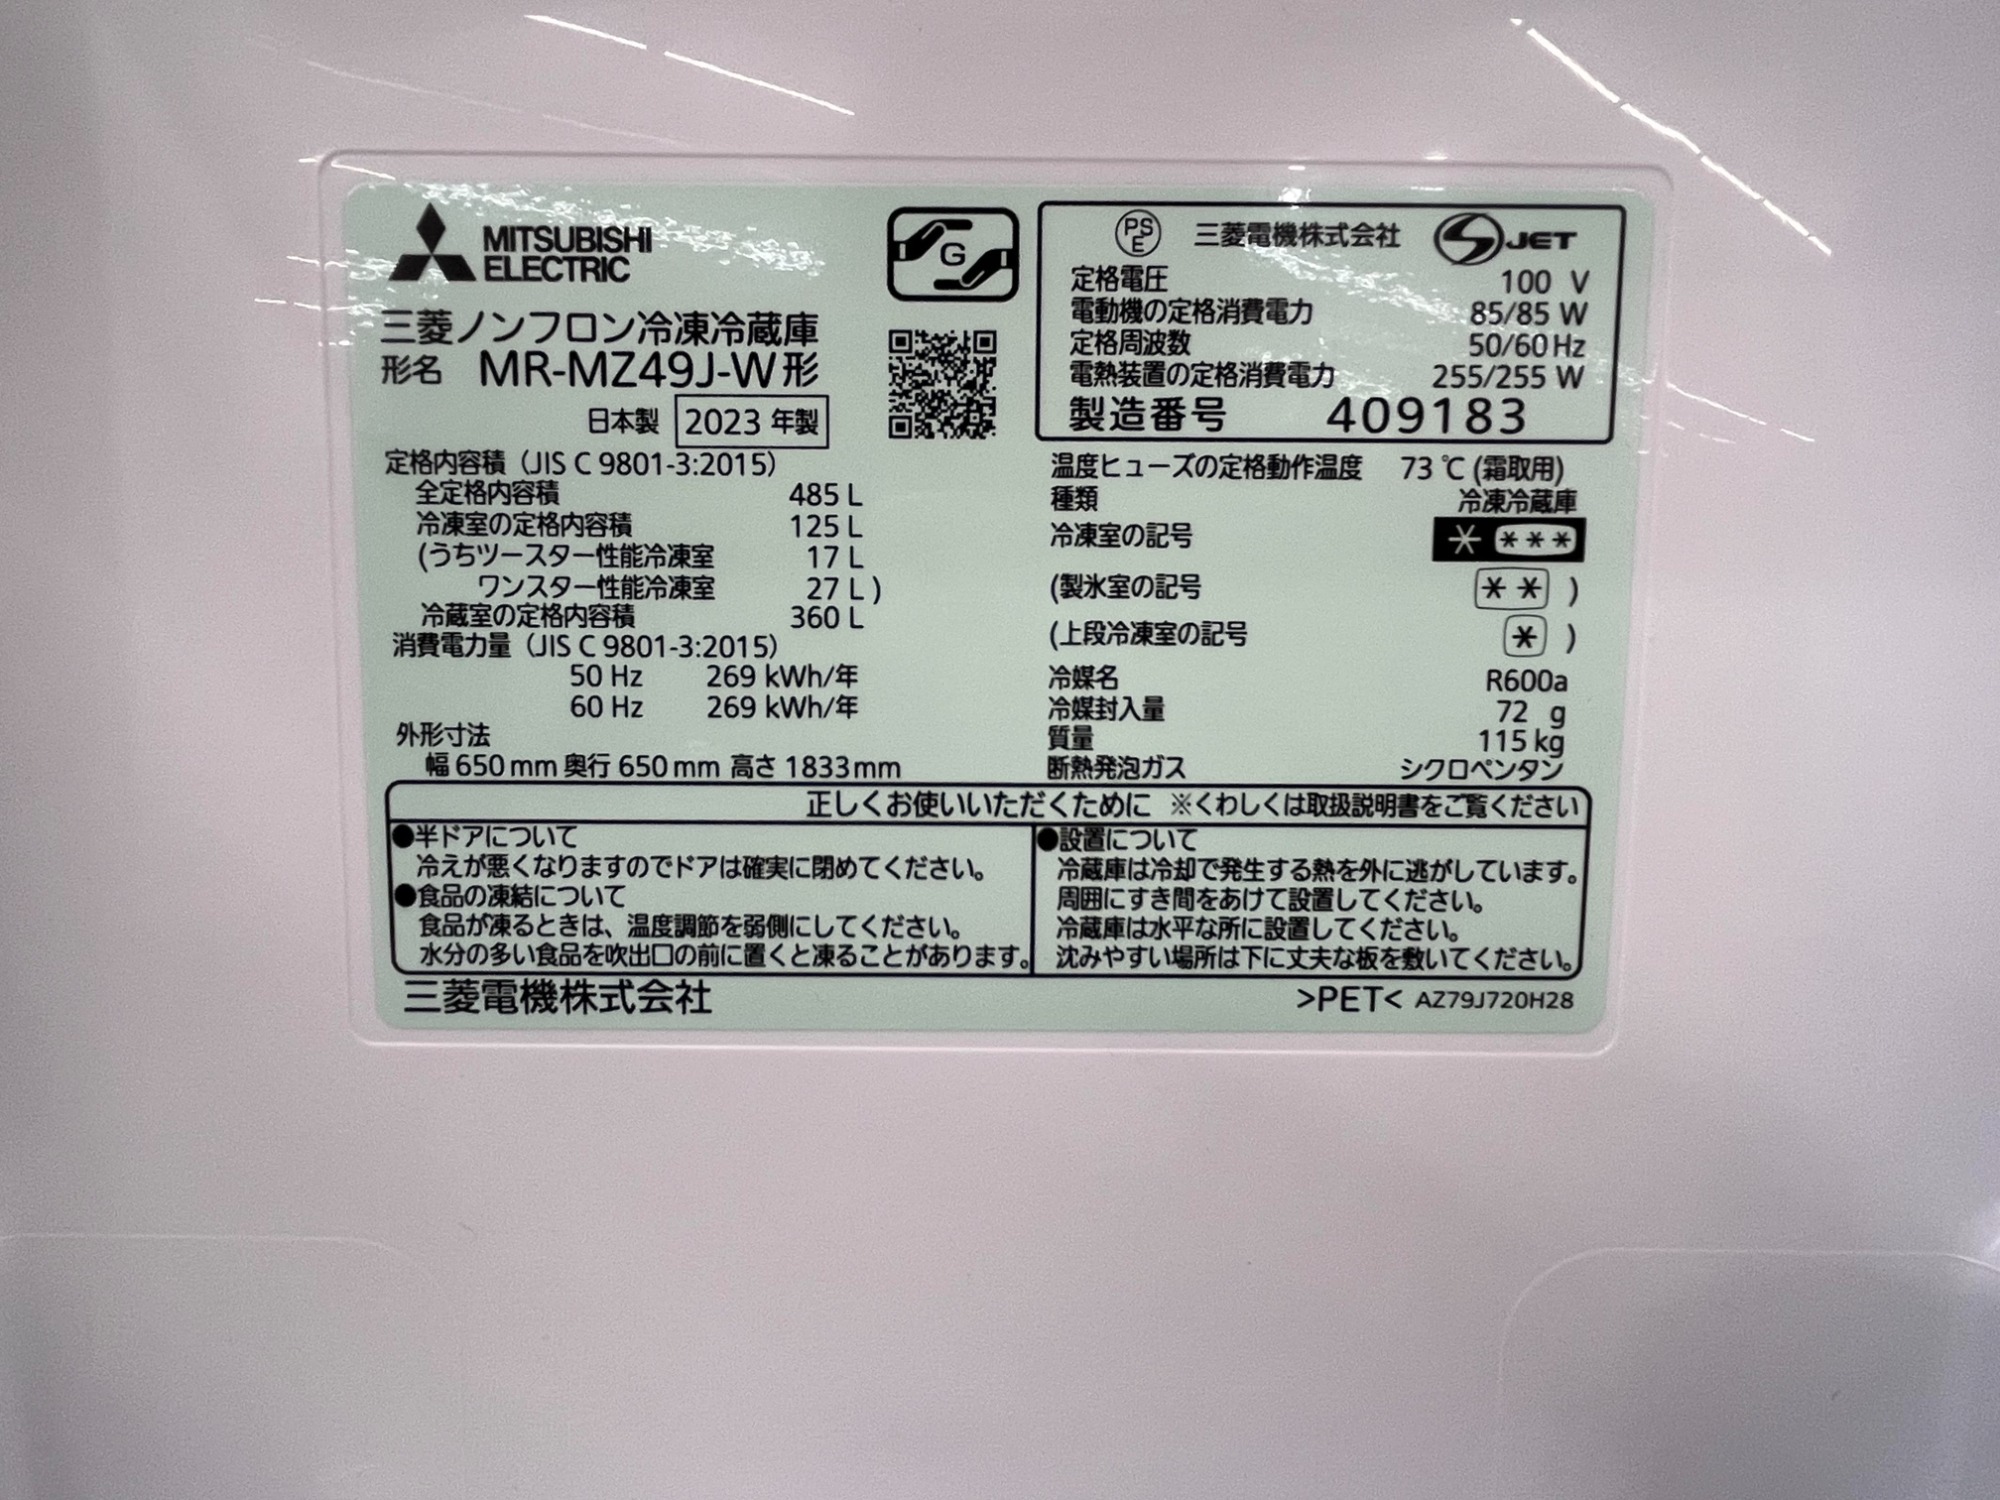 MITSUBISHI
ELECTRIC
G
三菱ノンフロン冷凍冷蔵庫
形名 MR-MZ49J-W形
日本製 2023 年製
定格内容積（JIS C 9801-3:2015）
全定格内容積 485 L
冷凍室の定格内容積 125 L
(うちツースター性能冷凍室 17 L
ワンスター性能冷凍室 27 L )
冷蔵室の定格内容積 360 L
消費電力量（JIS C 9801-3:2015）
50 Hz 269 kWh/年
60 Hz 269 kWh/年
外形寸法
幅 650 mm 奥行 650 mm 高さ 1833 mm
PS
E
三菱電機株式会社 JET
定格電圧 100 V
電動機の定格消費電力 85/85 W
定格周波数 50/60 Hz
電熱装置の定格消費電力 255/255 W
製造番号 409183
温度ヒューズの定格動作温度 73 ℃ (霜取用)
種類 冷凍冷蔵庫
冷凍室の記号 * ***
(製氷室の記号 ** )
(上段冷凍室の記号 * )
冷媒名 R600a
冷媒封入量 72 g
質量 115 kg
断熱発泡ガス シクロペンタン
正しくお使いいただくために ※くわしくは取扱説明書をご覧ください
●半ドアについて
冷えが悪くなりますのでドアは確実に閉めてください。
●食品の凍結について
食品が凍るときは、温度調節を弱側にしてください。
水分の多い食品を吹出口の前に置くと凍ることがあります。
●設置について
冷蔵庫は冷却で発生する熱を外に逃がしています。
周囲にすき間をあけて設置してください。
冷蔵庫は水平な所に設置してください。
沈みやすい場所は下に丈夫な板を敷いてください。
三菱電機株式会社
>PET< AZ79J720H28